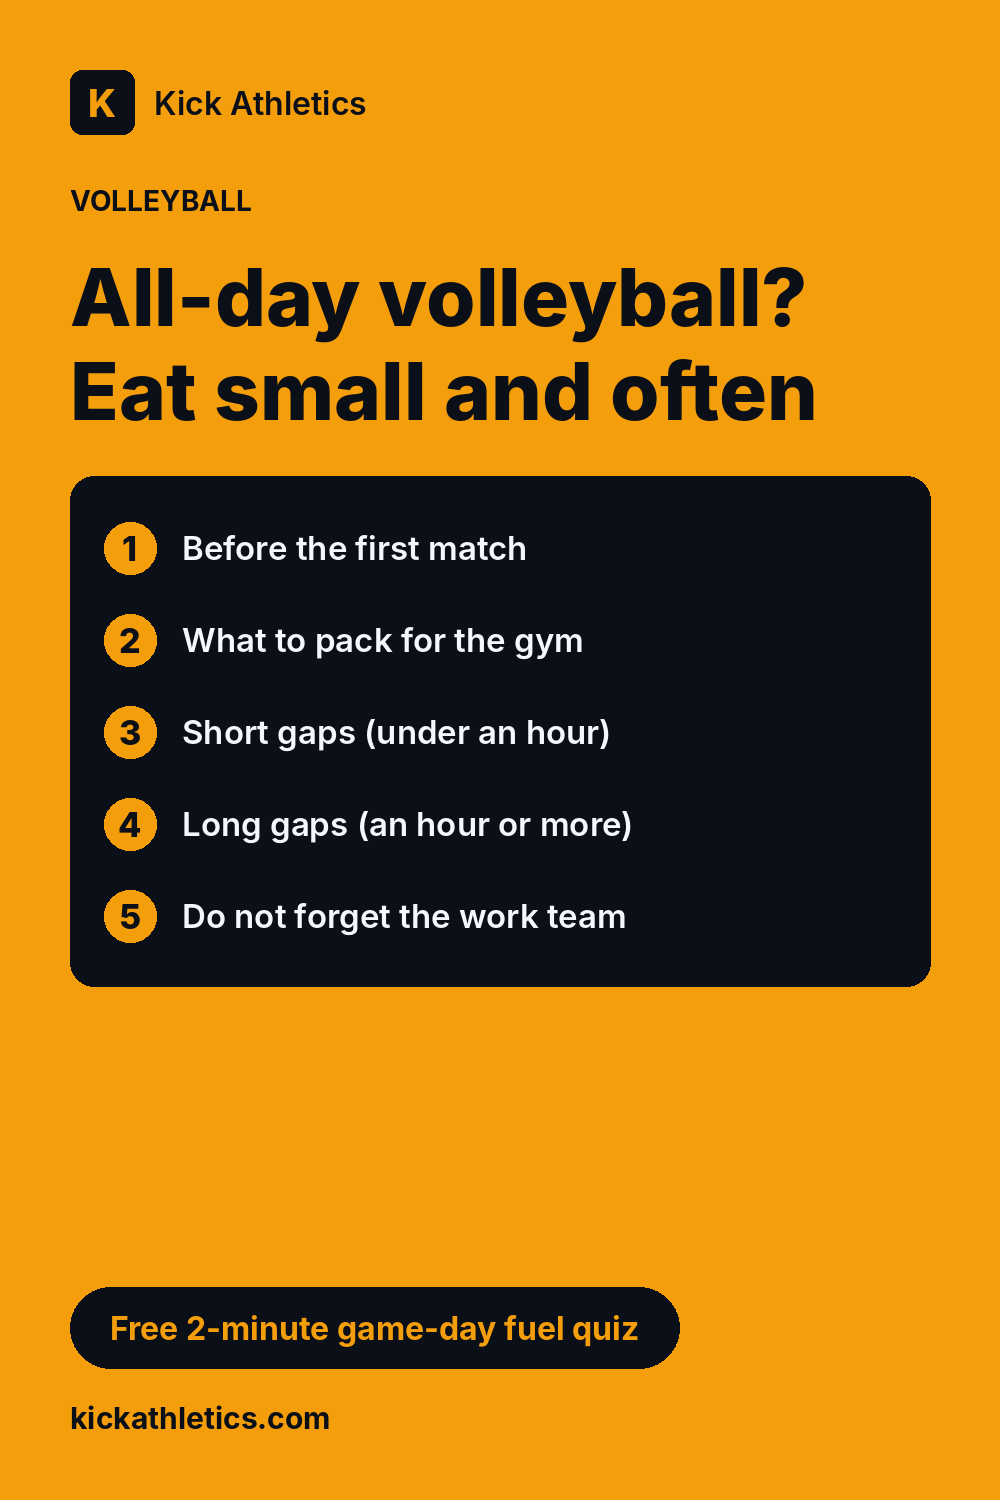 K
Kick Athletics
VOLLEYBALL
All-day volleyball?
Eat small and often
1 Before the first match
2 What to pack for the gym
3 Short gaps (under an hour)
4 Long gaps (an hour or more)
5 Do not forget the work team
Free 2-minute game-day fuel quiz
kickathletics.com